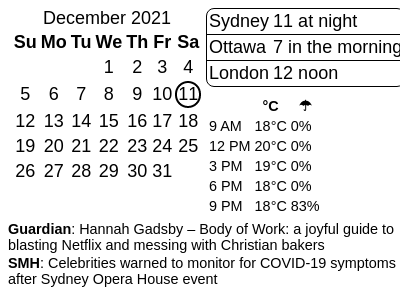 December 2021
Su Mo Tu We Th Fr Sa
1 2 3 4
5 6 7 8 9 10 11
12 13 14 15 16 17 18
19 20 21 22 23 24 25
26 27 28 29 30 31
Sydney 11 at night
Ottawa 7 in the morning
London 12 noon
°C ☂
9 AM 18°C 0%
12 PM 20°C 0%
3 PM 19°C 0%
6 PM 18°C 0%
9 PM 18°C 83%
Guardian: Hannah Gadsby – Body of Work: a joyful guide to
blasting Netflix and messing with Christian bakers
SMH: Celebrities warned to monitor for COVID-19 symptoms
after Sydney Opera House event